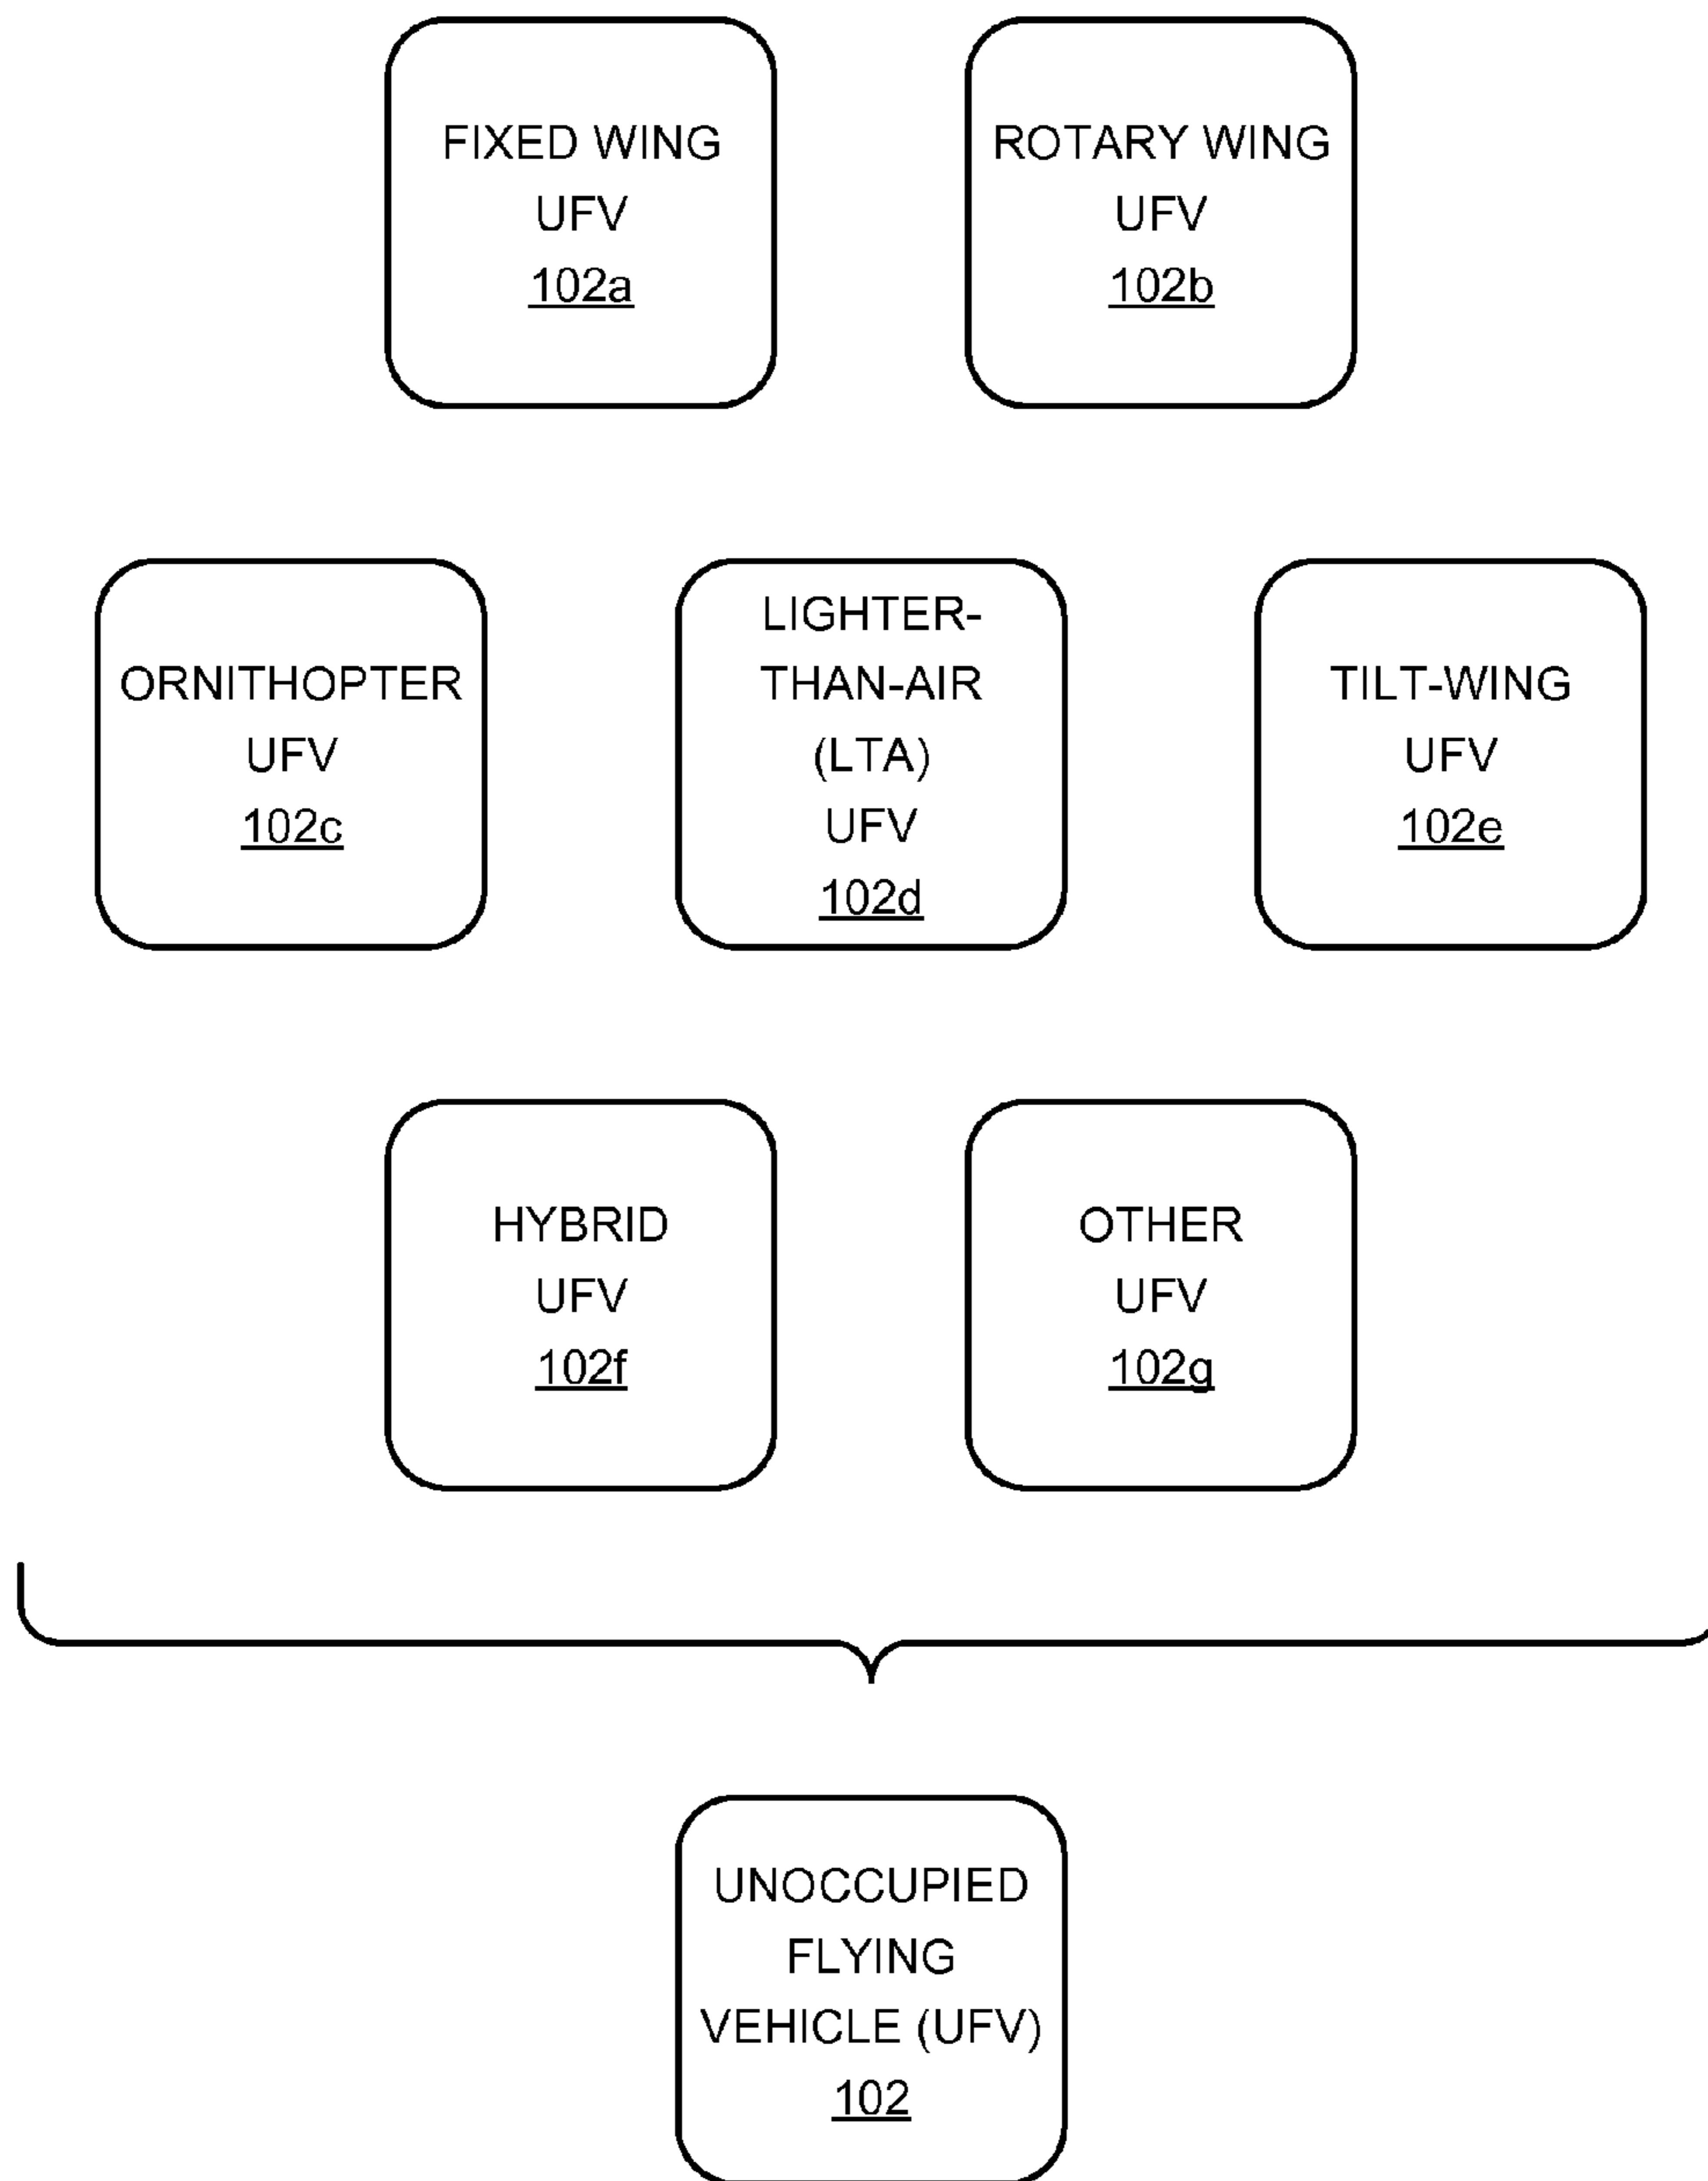 FIXED WING
UFV
102a
ROTARY WING
UFV
102b
ORNITHOPTER
UFV
102c
LIGHTER-
THAN-AIR
(LTA)
UFV
102d
TILT-WING
UFV
102e
HYBRID
UFV
102f
OTHER
UFV
102g
UNOCCUPIED
FLYING
VEHICLE (UFV)
102